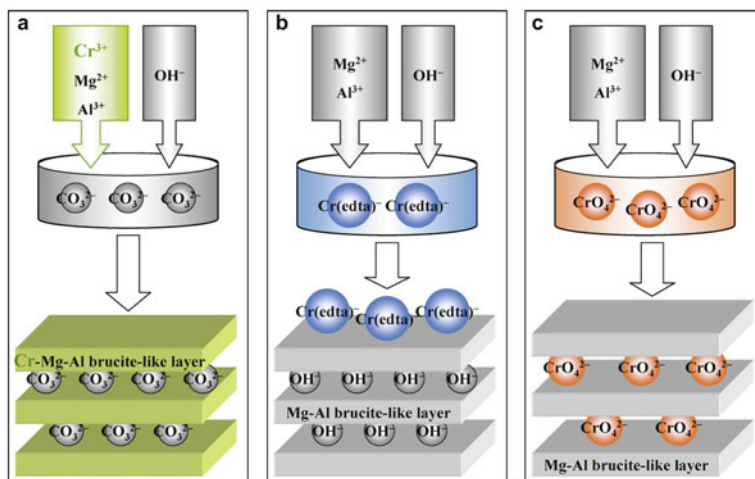 a
Cr³⁺
Mg²⁺
Al³⁺
OH⁻
CO₃²⁻ CO₃²⁻ CO₃²⁻
Cr-Mg-Al brucite-like layer
CO₃²⁻ CO₃²⁻ CO₃²⁻ CO₃²⁻
CO₃²⁻ CO₃²⁻ CO₃²⁻
b
Mg²⁺
Al³⁺
OH⁻
Cr(edta)⁻ Cr(edta)⁻
Cr(edta)⁻ Cr(edta)⁻ Cr(edta)⁻
OH⁻ OH⁻ OH⁻ OH⁻
Mg-Al brucite-like layer
OH⁻ OH⁻ OH⁻
c
Mg²⁺
Al³⁺
OH⁻
CrO₄²⁻ CrO₄²⁻ CrO₄²⁻
CrO₄²⁻ CrO₄²⁻ CrO₄²⁻
CrO₄²⁻ CrO₄²⁻
Mg-Al brucite-like layer